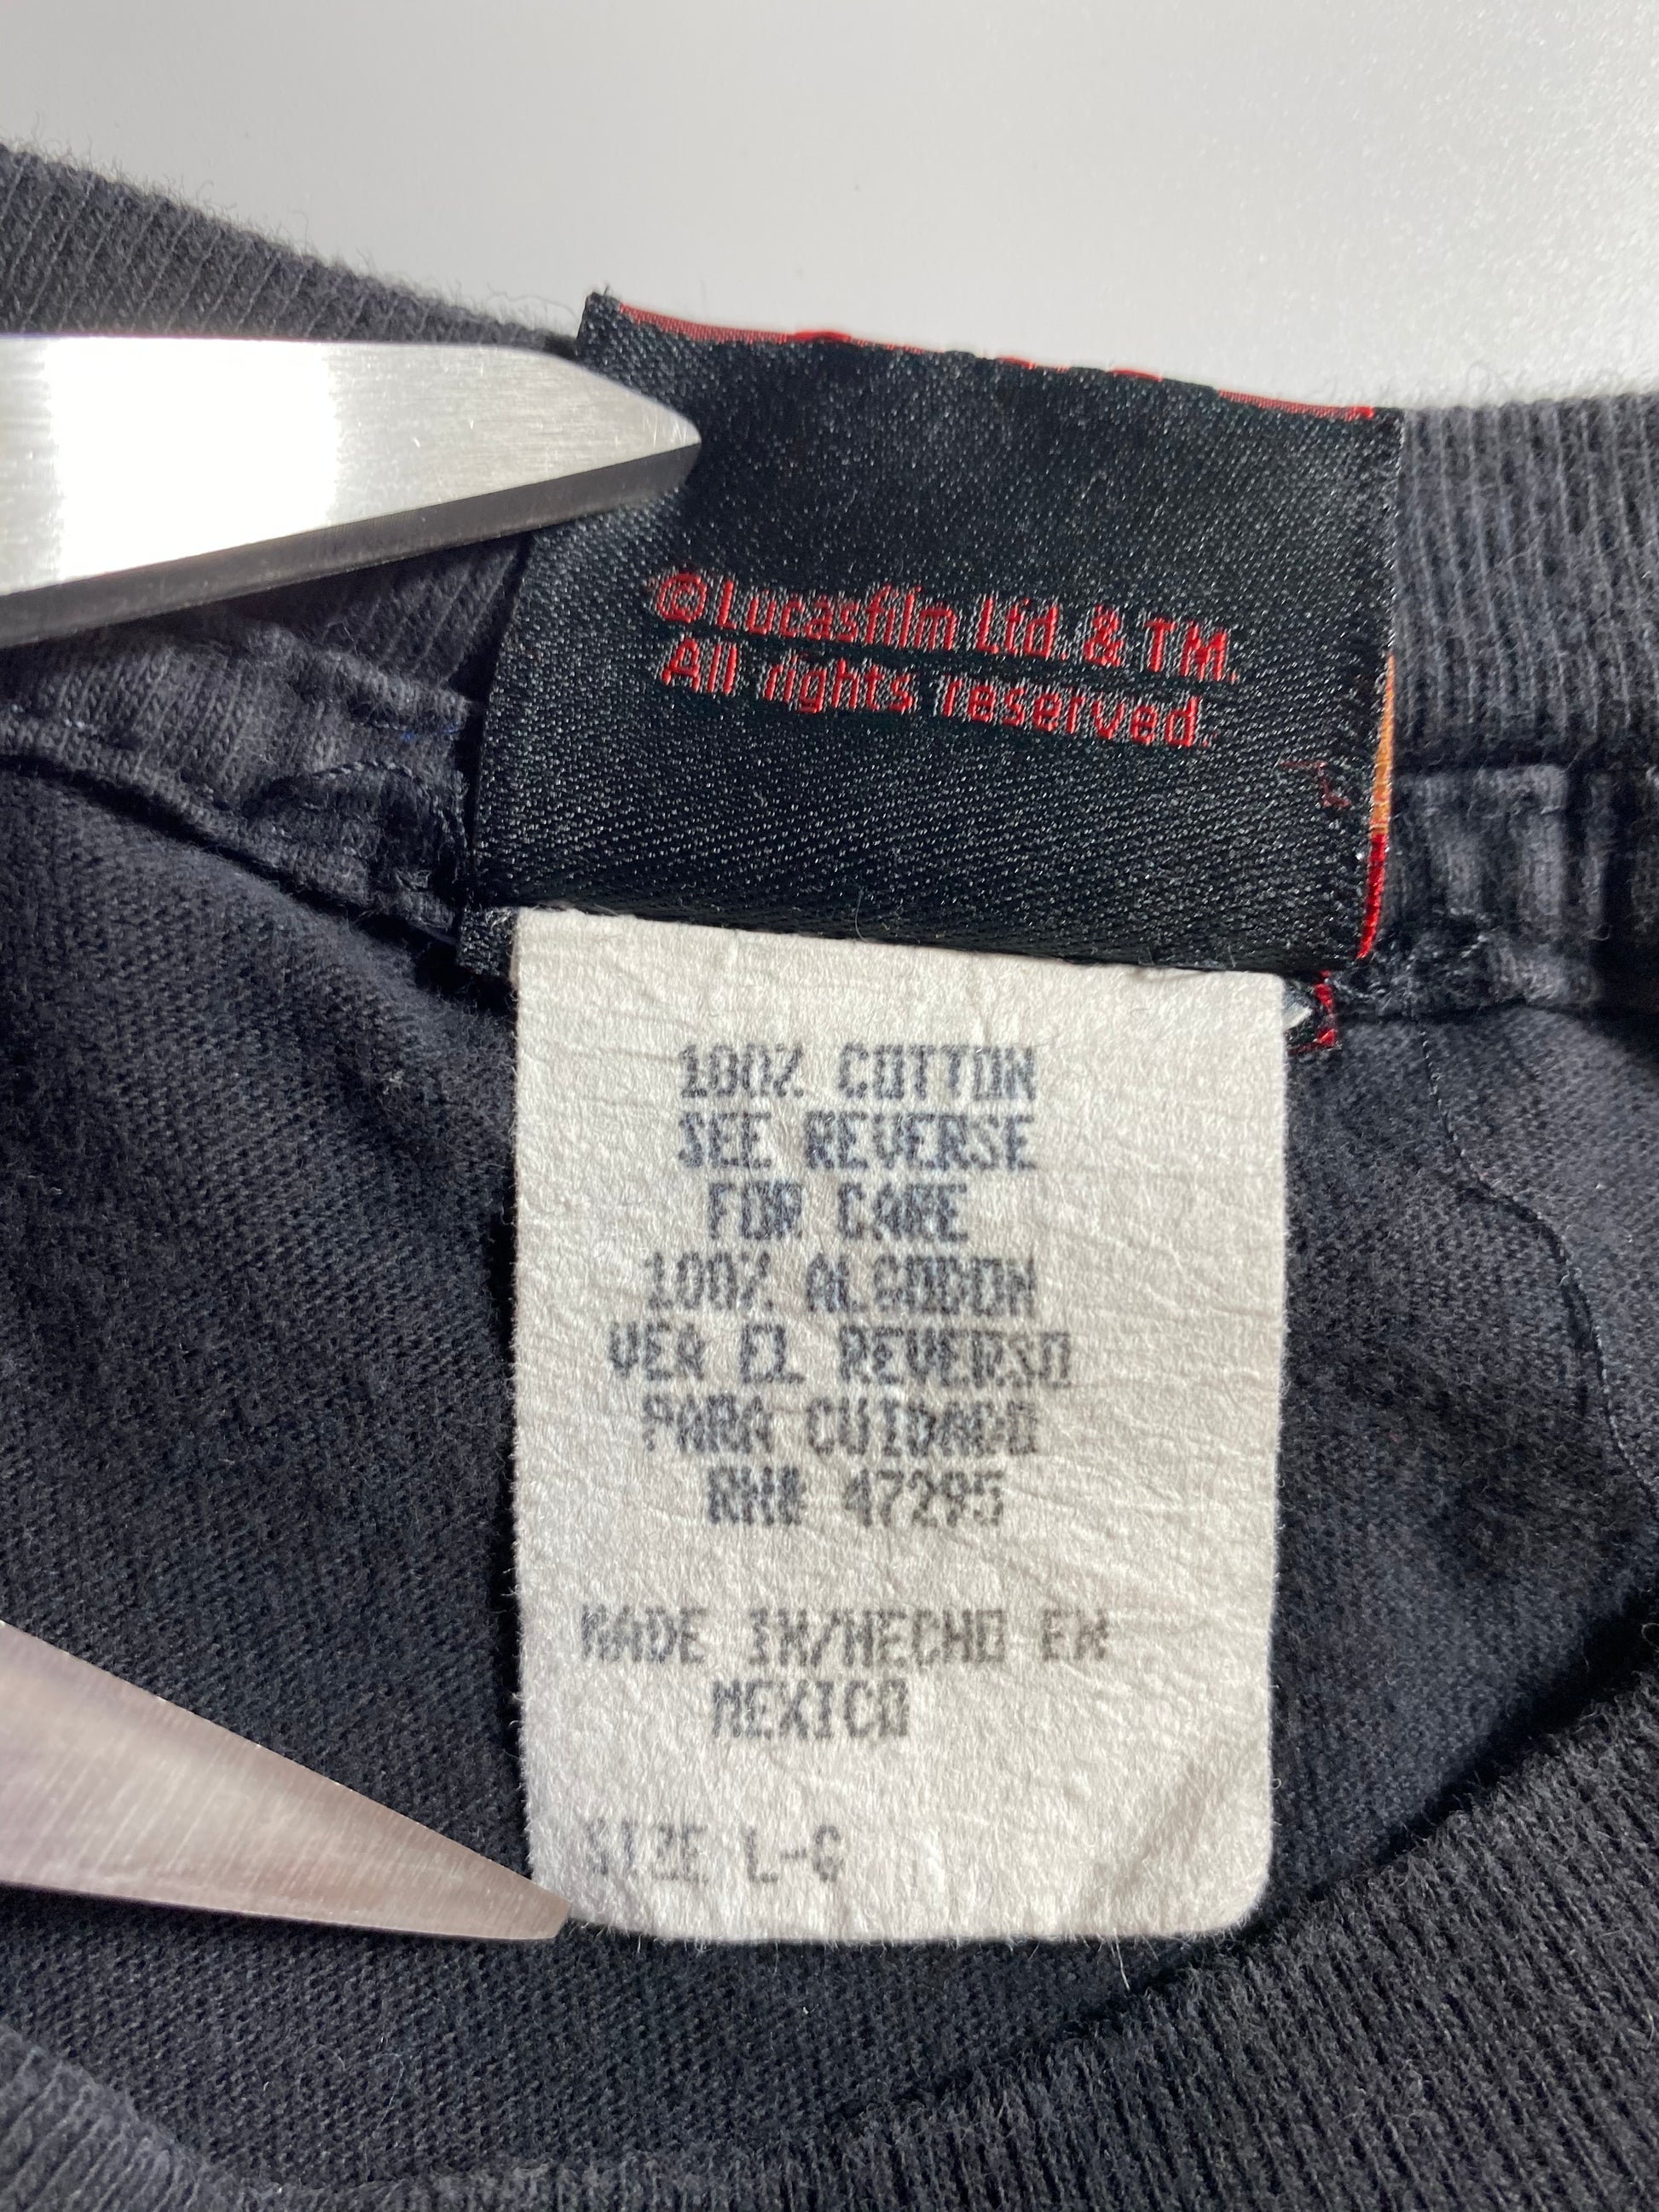 ©Lucasfilm Ltd. & TM.
All rights reserved.
100% COTTON
SEE REVERSE
FOR CARE
100% ALGODON
VER EL REVERSO
PARA CUIDADO
RN# 47295
MADE IN/HECHO EN
MEXICO
SIZE L-G